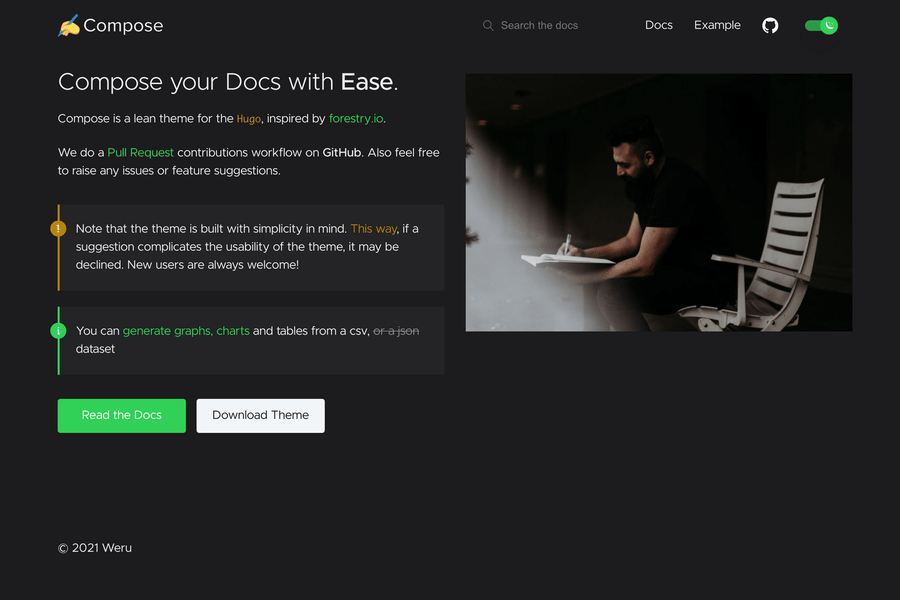 Compose
Search the docs
Docs
Example
Compose your Docs with Ease.
Compose is a lean theme for the Hugo, inspired by forestry.io.
We do a Pull Request contributions workflow on GitHub. Also feel free
to raise any issues or feature suggestions.
Note that the theme is built with simplicity in mind. This way, if a
suggestion complicates the usability of the theme, it may be
declined. New users are always welcome!
You can generate graphs, charts and tables from a csv, or a json
dataset
Read the Docs
Download Theme
© 2021 Weru